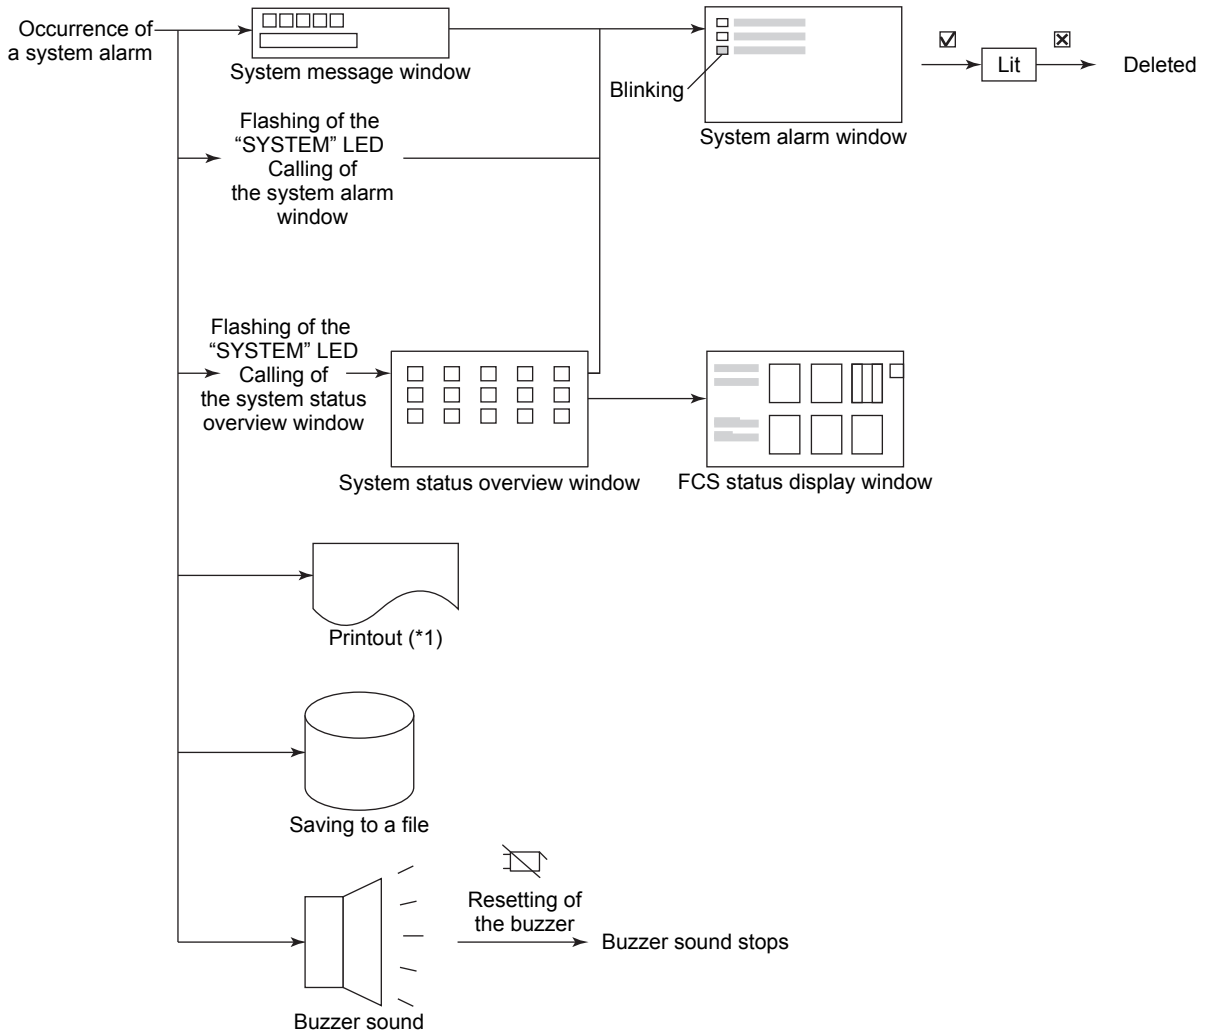 Occurrence of
a system alarm
System message window
Blinking
System alarm window
Lit
Deleted
Flashing of the
“SYSTEM” LED
Calling of
the system alarm
window
Flashing of the
“SYSTEM” LED
Calling of
the system status
overview window
System status overview window
FCS status display window
Printout (*1)
Saving to a file
Resetting of
the buzzer
Buzzer sound stops
Buzzer sound